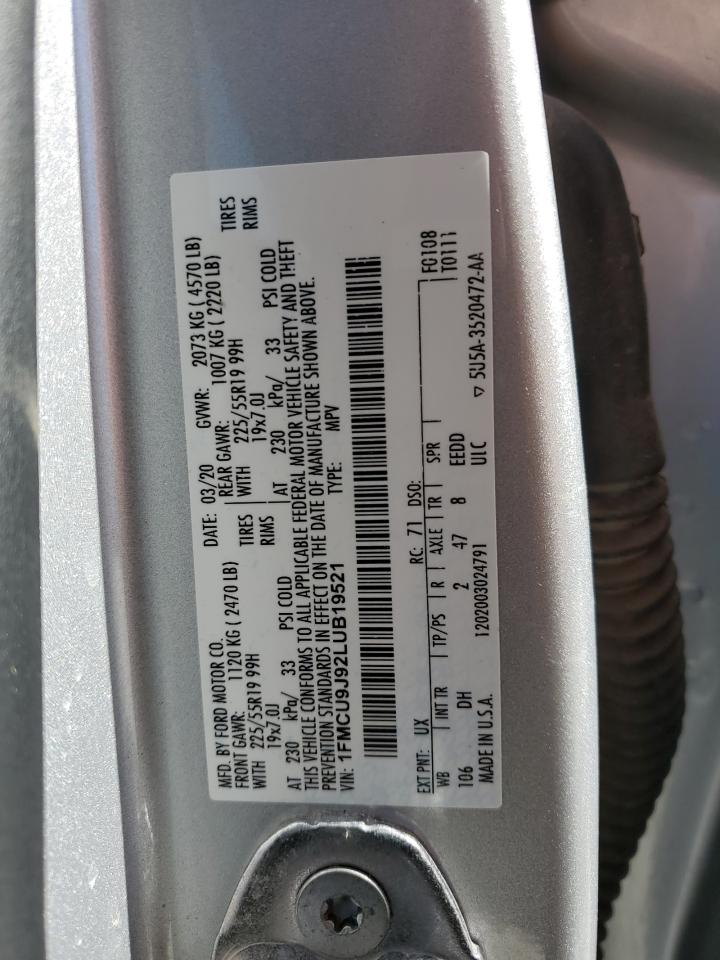 MFD. BY FORD MOTOR CO.
DATE: 03/20 GVWR: 2073 KG ( 4570 LB)
FRONT GAWR: 1120 KG ( 2470 LB)
REAR GAWR: 1007 KG ( 2220 LB)
WITH 225/55R19 99H TIRES
WITH 225/55R19 99H TIRES
19x7.0J RIMS
19x7.0J RIMS
AT 230 kPa/ 33 PSI COLD
AT 230 kPa/ 33 PSI COLD
THIS VEHICLE CONFORMS TO ALL APPLICABLE FEDERAL MOTOR VEHICLE SAFETY AND THEFT
PREVENTION STANDARDS IN EFFECT ON THE DATE OF MANUFACTURE SHOWN ABOVE.
VIN: 1FMCU9J92LUB19521 TYPE: MPV
EXT PNT: UX RC: 71 DSO: FG108
WB INT TR TP/PS R AXLE TR SPR T0111
106 DH 2 47 8 EEDD
MADE IN U.S.A. 1202003024791 UIC ▽ 5U5A-3520472-AA